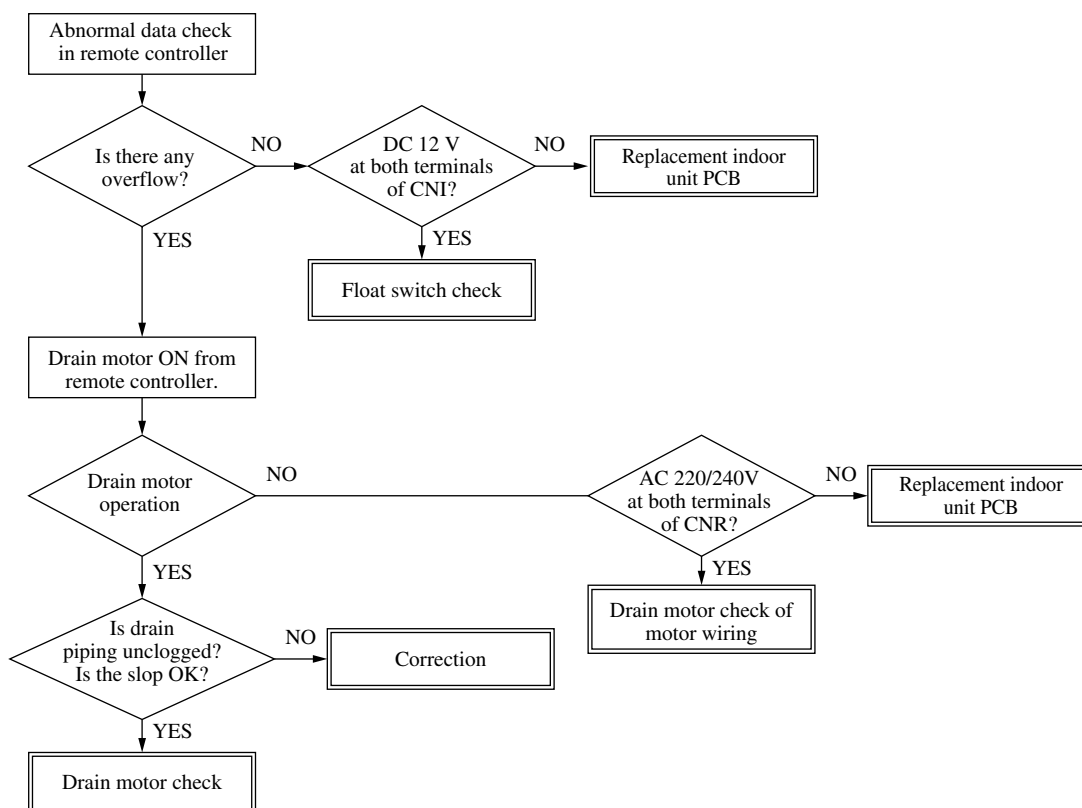 Abnormal data check
in remote controller
Is there any
overflow?
NO
DC 12 V
at both terminals
of CNI?
NO
Replacement indoor
unit PCB
YES
YES
Float switch check
Drain motor ON from
remote controller.
Drain motor
operation
NO
AC 220/240V
at both terminals
of CNR?
NO
Replacement indoor
unit PCB
YES
YES
Drain motor check of
motor wiring
Is drain
piping unclogged?
Is the slop OK?
NO
Correction
YES
Drain motor check